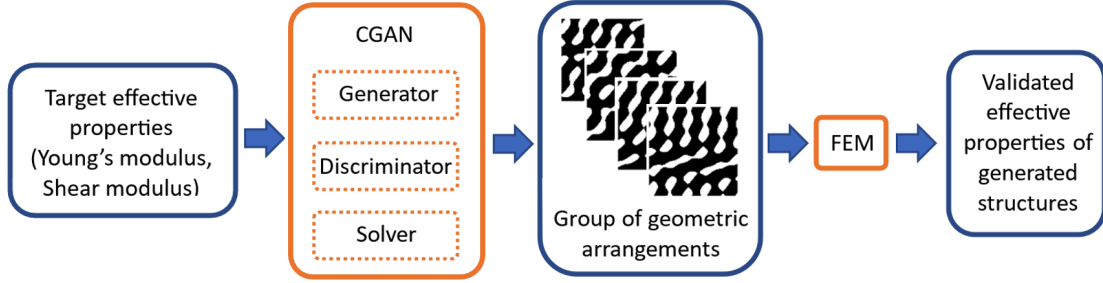 Target effective
properties
(Young's modulus,
Shear modulus)
CGAN
Generator
Discriminator
Solver
Group of geometric
arrangements
FEM
Validated
effective
properties of
generated
structures